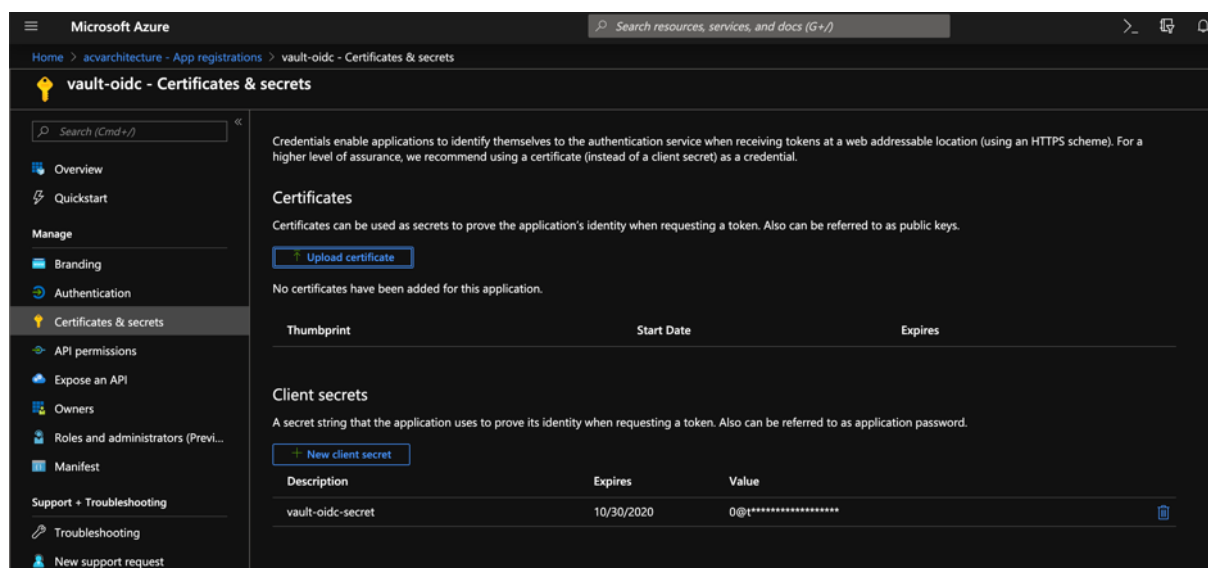 Microsoft Azure
Search resources, services, and docs (G+/)
Home > acvarchitecture - App registrations > vault-oidc - Certificates & secrets
vault-oidc - Certificates & secrets
Search (Cmd+/)
Overview
Quickstart
Manage
Branding
Authentication
Certificates & secrets
API permissions
Expose an API
Owners
Roles and administrators (Previ...
Manifest
Support + Troubleshooting
Troubleshooting
New support request
Credentials enable applications to identify themselves to the authentication service when receiving tokens at a web addressable location (using an HTTPS scheme). For a
higher level of assurance, we recommend using a certificate (instead of a client secret) as a credential.
Certificates
Certificates can be used as secrets to prove the application's identity when requesting a token. Also can be referred to as public keys.
Upload certificate
No certificates have been added for this application.
Thumbprint Start Date Expires
Client secrets
A secret string that the application uses to prove its identity when requesting a token. Also can be referred to as application password.
New client secret
Description Expires Value
vault-oidc-secret 10/30/2020 0@t******************